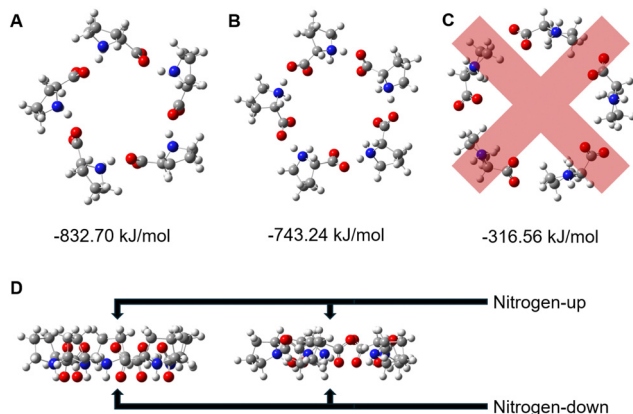 A
B
C
-832.70 kJ/mol
-743.24 kJ/mol
-316.56 kJ/mol
D
Nitrogen-up
Nitrogen-down